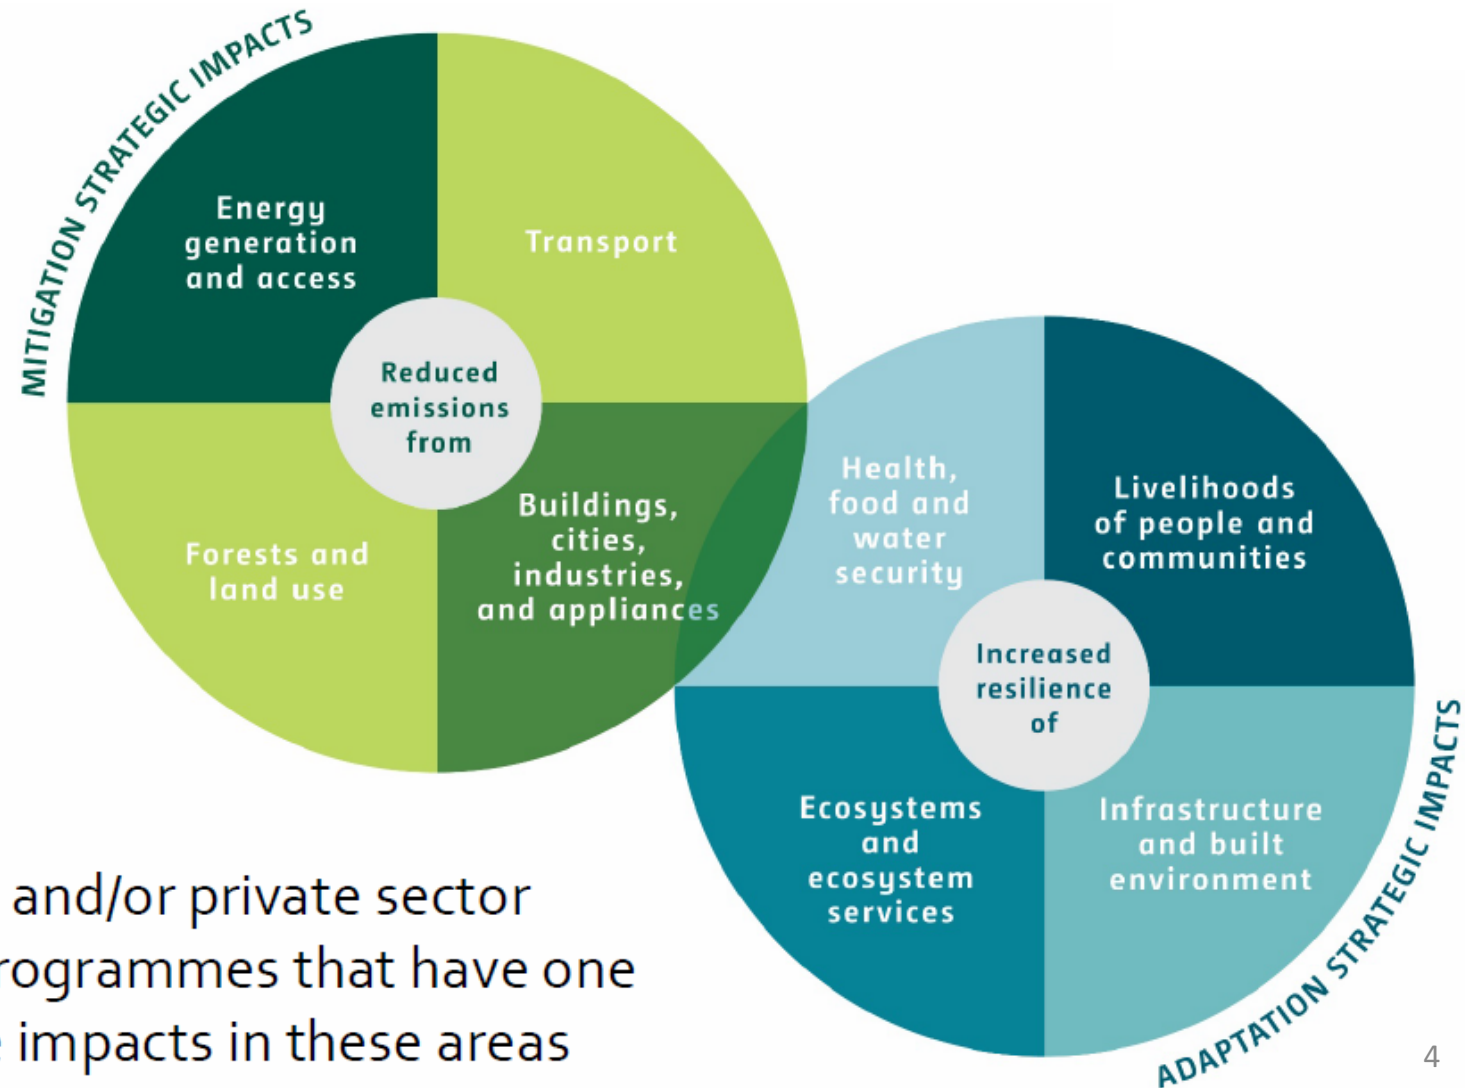 MITIGATION STRATEGIC IMPACTS
Energy
generation
and access
Transport
Reduced
emissions
from
Forests and
land use
Buildings,
cities,
industries,
and appliances
Health,
food and
water
security
Livelihoods
of people and
communities
Increased
resilience
of
Ecosystems
and
ecosystem
services
Infrastructure
and built
environment
ADAPTATION STRATEGIC IMPACTS
and/or private sector
rogrammes that have one
impacts in these areas
4